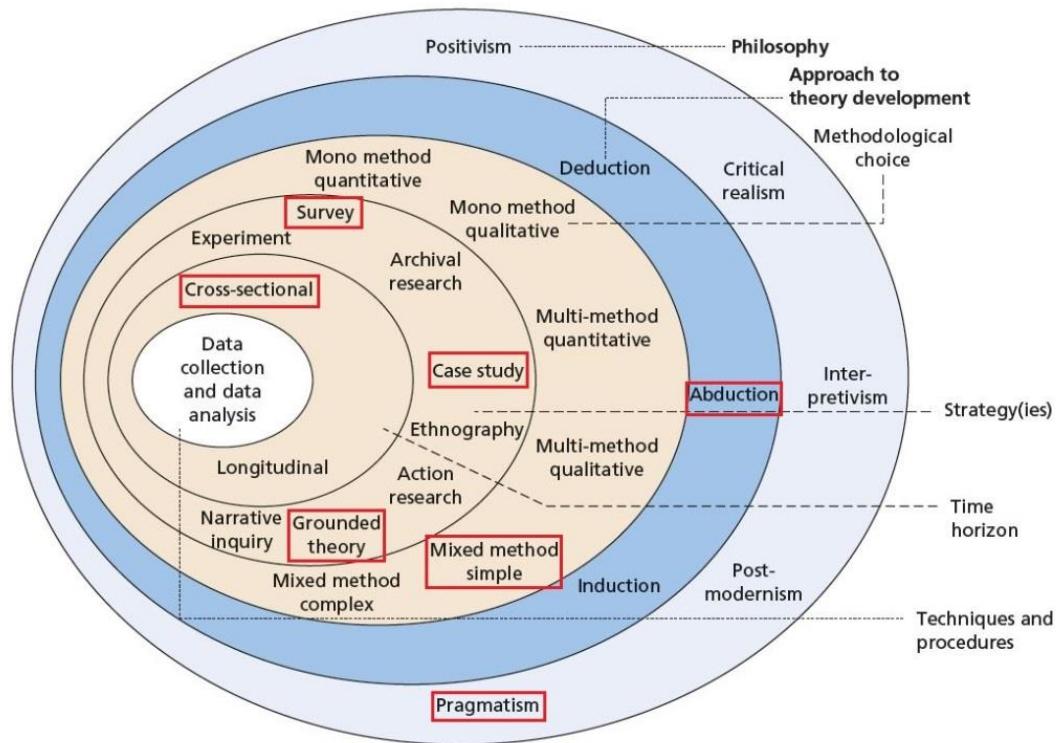 Positivism
Philosophy
Approach to
theory development
Methodological
choice
Mono method
quantitative
Deduction
Critical
realism
Survey
Mono method
qualitative
Experiment
Archival
research
Cross-sectional
Multi-method
quantitative
Data
collection
and data
analysis
Case study
Abduction
Inter-
pretivism
Strategy(ies)
Ethnography
Multi-method
qualitative
Longitudinal
Action
research
Time
horizon
Narrative
inquiry
Grounded
theory
Mixed method
simple
Mixed method
complex
Induction
Post-
modernism
Techniques and
procedures
Pragmatism